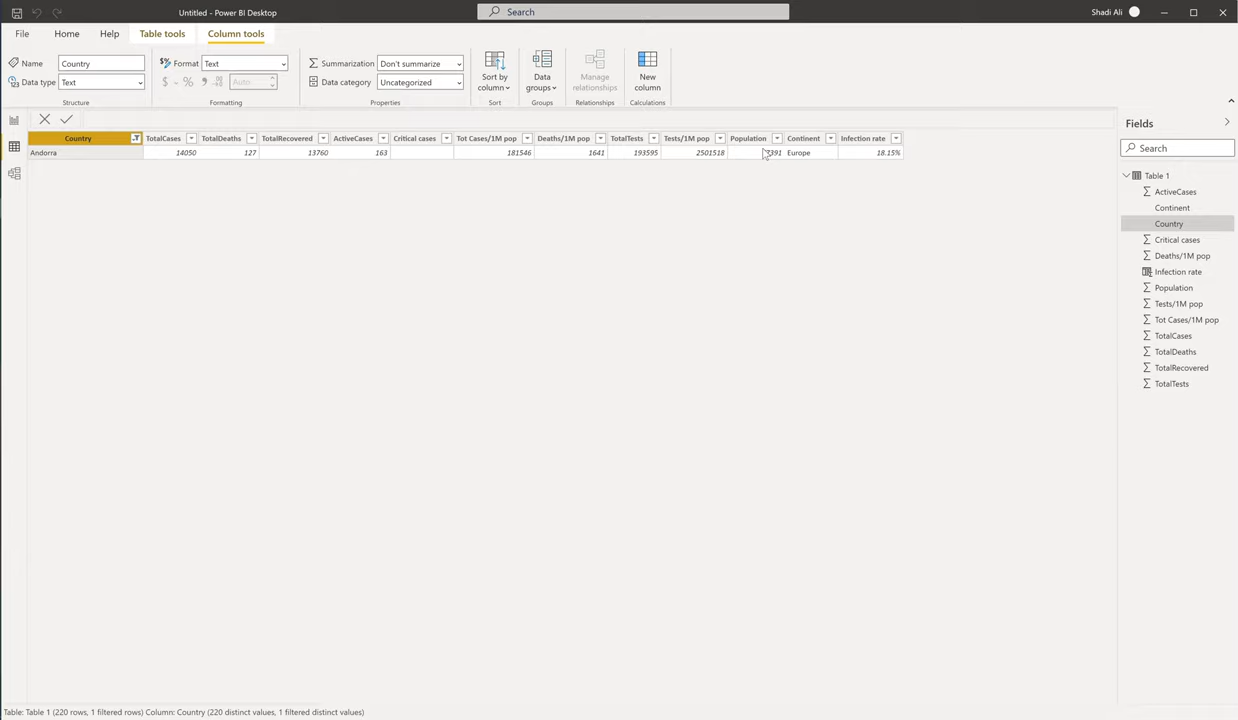 Untitled - Power BI Desktop
Search
Shadi Ali
File Home Help Table tools Column tools
Name Country
Format Text
Summarization Don't summarize
Data type Text
$ % Auto
Data category Uncategorized
Sort by column
Data groups
Manage relationships
New column
Structure Formatting Properties Sort Groups Relationships Calculations
Country TotalCases TotalDeaths TotalRecovered ActiveCases Critical cases Tot Cases/1M pop Deaths/1M pop TotalTests Tests/1M pop Population Continent Infection rate
Andorra 14050 127 13760 163 181546 1641 193595 2501518 Europe 18.15%
Fields
Search
Table 1
ActiveCases
Continent
Country
Critical cases
Deaths/1M pop
Infection rate
Population
Tests/1M pop
Tot Cases/1M pop
TotalCases
TotalDeaths
TotalRecovered
TotalTests
Table: Table 1 (220 rows, 1 filtered rows) Column: Country (220 distinct values, 1 filtered distinct values)